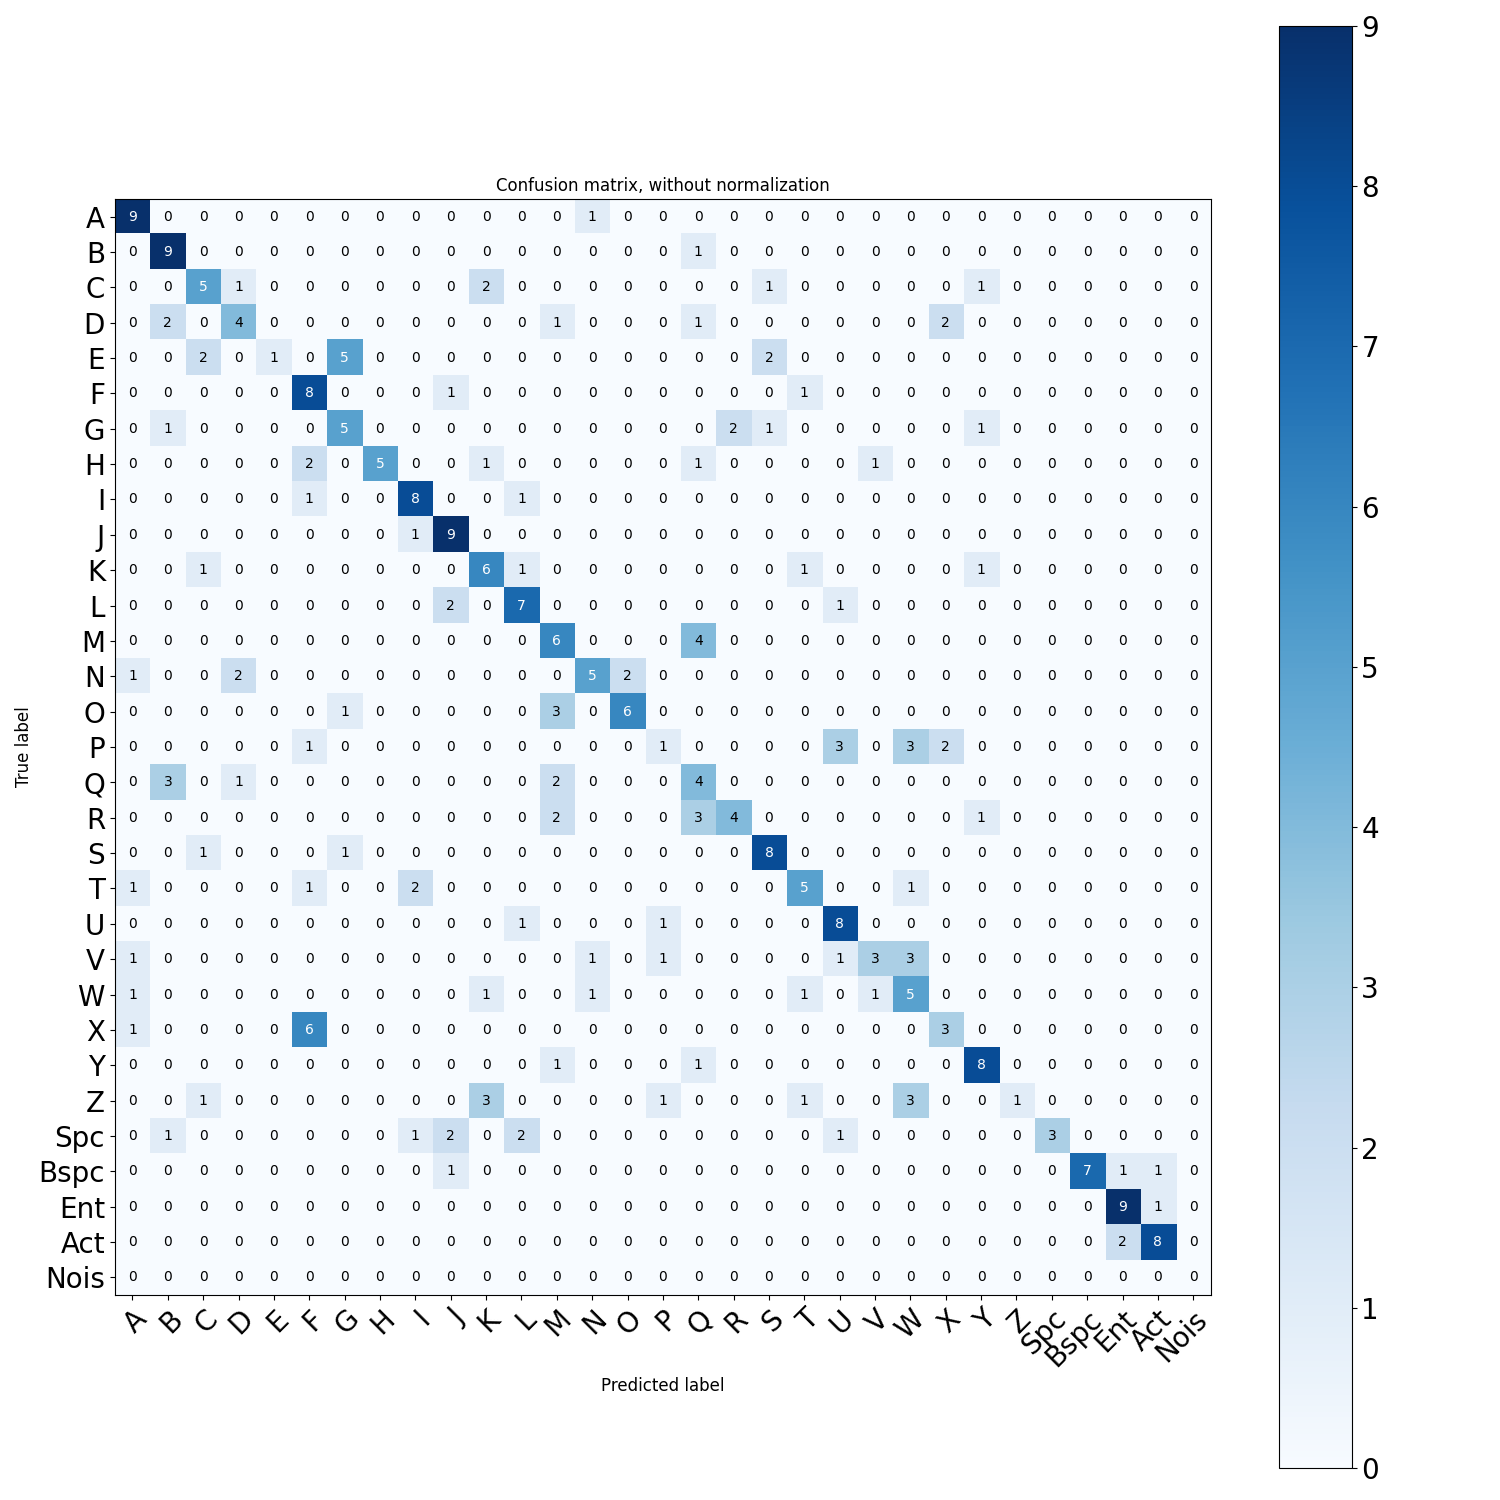 Confusion matrix, without normalization
A 9 0 0 0 0 0 0 0 0 0 0 0 0 1 0 0 0 0 0 0 0 0 0 0 0 0 0 0 0 0 0
B 0 9 0 0 0 0 0 0 0 0 0 0 0 0 0 0 1 0 0 0 0 0 0 0 0 0 0 0 0 0 0
C 0 0 5 1 0 0 0 0 0 0 2 0 0 0 0 0 0 0 1 0 0 0 0 0 1 0 0 0 0 0 0
D 0 2 0 4 0 0 0 0 0 0 0 0 1 0 0 0 1 0 0 0 0 0 0 2 0 0 0 0 0 0 0
E 0 0 2 0 1 0 5 0 0 0 0 0 0 0 0 0 0 0 2 0 0 0 0 0 0 0 0 0 0 0 0
F 0 0 0 0 0 8 0 0 0 1 0 0 0 0 0 0 0 0 0 1 0 0 0 0 0 0 0 0 0 0 0
G 0 1 0 0 0 0 5 0 0 0 0 0 0 0 0 0 0 2 1 0 0 0 0 0 1 0 0 0 0 0 0
H 0 0 0 0 0 2 0 5 0 0 1 0 0 0 0 0 1 0 0 0 0 1 0 0 0 0 0 0 0 0 0
I 0 0 0 0 0 1 0 0 8 0 0 1 0 0 0 0 0 0 0 0 0 0 0 0 0 0 0 0 0 0 0
J 0 0 0 0 0 0 0 0 1 9 0 0 0 0 0 0 0 0 0 0 0 0 0 0 0 0 0 0 0 0 0
K 0 0 1 0 0 0 0 0 0 0 6 1 0 0 0 0 0 0 0 1 0 0 0 0 1 0 0 0 0 0 0
L 0 0 0 0 0 0 0 0 0 2 0 7 0 0 0 0 0 0 0 0 1 0 0 0 0 0 0 0 0 0 0
M 0 0 0 0 0 0 0 0 0 0 0 0 6 0 0 0 4 0 0 0 0 0 0 0 0 0 0 0 0 0 0
N 1 0 0 2 0 0 0 0 0 0 0 0 0 5 2 0 0 0 0 0 0 0 0 0 0 0 0 0 0 0 0
O 0 0 0 0 0 0 1 0 0 0 0 0 3 0 6 0 0 0 0 0 0 0 0 0 0 0 0 0 0 0 0
P 0 0 0 0 0 1 0 0 0 0 0 0 0 0 0 1 0 0 0 0 3 0 3 2 0 0 0 0 0 0 0
Q 0 3 0 1 0 0 0 0 0 0 0 0 2 0 0 0 4 0 0 0 0 0 0 0 0 0 0 0 0 0 0
R 0 0 0 0 0 0 0 0 0 0 0 0 2 0 0 0 3 4 0 0 0 0 0 0 1 0 0 0 0 0 0
S 0 0 1 0 0 0 1 0 0 0 0 0 0 0 0 0 0 0 8 0 0 0 0 0 0 0 0 0 0 0 0
T 1 0 0 0 0 1 0 0 2 0 0 0 0 0 0 0 0 0 0 5 0 0 1 0 0 0 0 0 0 0 0
U 0 0 0 0 0 0 0 0 0 0 0 1 0 0 0 1 0 0 0 0 8 0 0 0 0 0 0 0 0 0 0
V 1 0 0 0 0 0 0 0 0 0 0 0 0 1 0 1 0 0 0 0 1 3 3 0 0 0 0 0 0 0 0
W 1 0 0 0 0 0 0 0 0 0 1 0 0 1 0 0 0 0 0 1 0 1 5 0 0 0 0 0 0 0 0
X 1 0 0 0 0 6 0 0 0 0 0 0 0 0 0 0 0 0 0 0 0 0 0 3 0 0 0 0 0 0 0
Y 0 0 0 0 0 0 0 0 0 0 0 0 1 0 0 0 1 0 0 0 0 0 0 0 8 0 0 0 0 0 0
Z 0 0 1 0 0 0 0 0 0 0 3 0 0 0 0 1 0 0 0 1 0 0 3 0 0 1 0 0 0 0 0
Spc 0 1 0 0 0 0 0 0 1 2 0 2 0 0 0 0 0 0 0 0 1 0 0 0 0 0 3 0 0 0 0
Bspc 0 0 0 0 0 0 0 0 0 1 0 0 0 0 0 0 0 0 0 0 0 0 0 0 0 0 0 7 1 1 0
Ent 0 0 0 0 0 0 0 0 0 0 0 0 0 0 0 0 0 0 0 0 0 0 0 0 0 0 0 0 9 1 0
Act 0 0 0 0 0 0 0 0 0 0 0 0 0 0 0 0 0 0 0 0 0 0 0 0 0 0 0 0 2 8 0
Nois 0 0 0 0 0 0 0 0 0 0 0 0 0 0 0 0 0 0 0 0 0 0 0 0 0 0 0 0 0 0 0
A B C D E F G H I J K L M N O P Q R S T U V W X Y Z Spc Bspc Ent Act Nois
Predicted label
True label
9
8
7
6
5
4
3
2
1
0